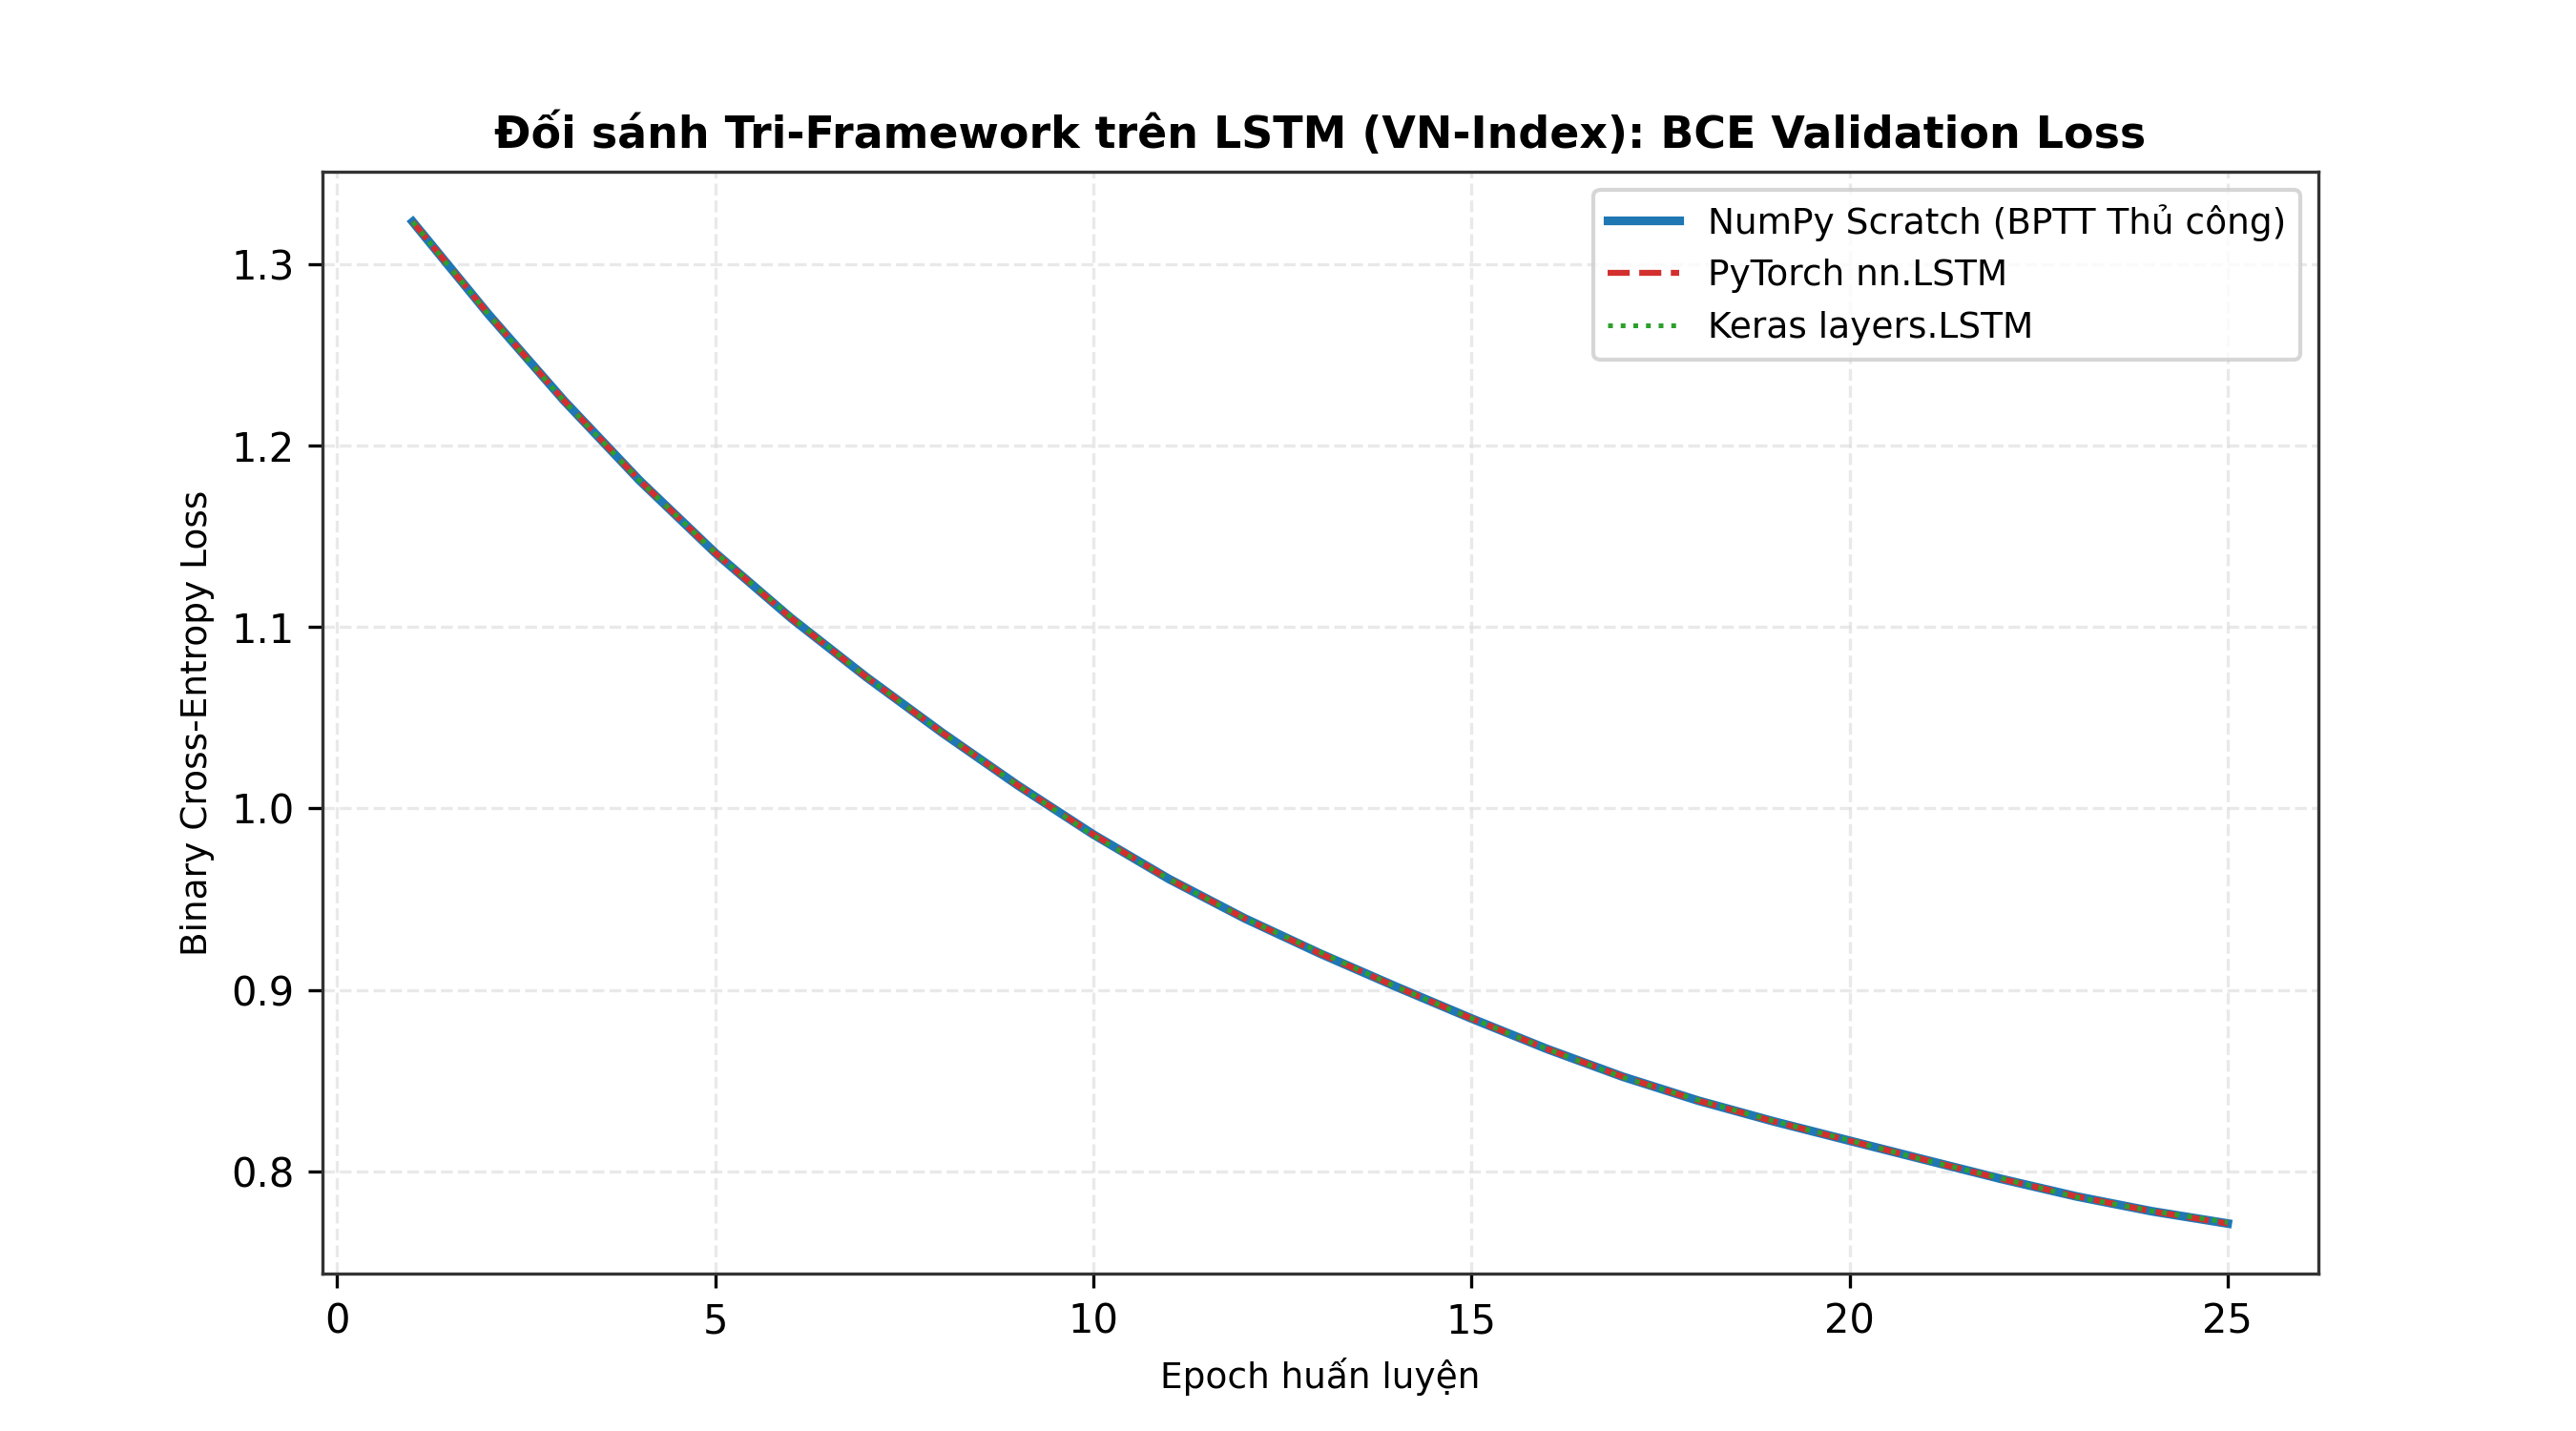 Đối sánh Tri-Framework trên LSTM (VN-Index): BCE Validation Loss
NumPy Scratch (BPTT Thủ công)
PyTorch nn.LSTM
Keras layers.LSTM
Binary Cross-Entropy Loss
1.3
1.2
1.1
1.0
0.9
0.8
0 5 10 15 20 25
Epoch huấn luyện